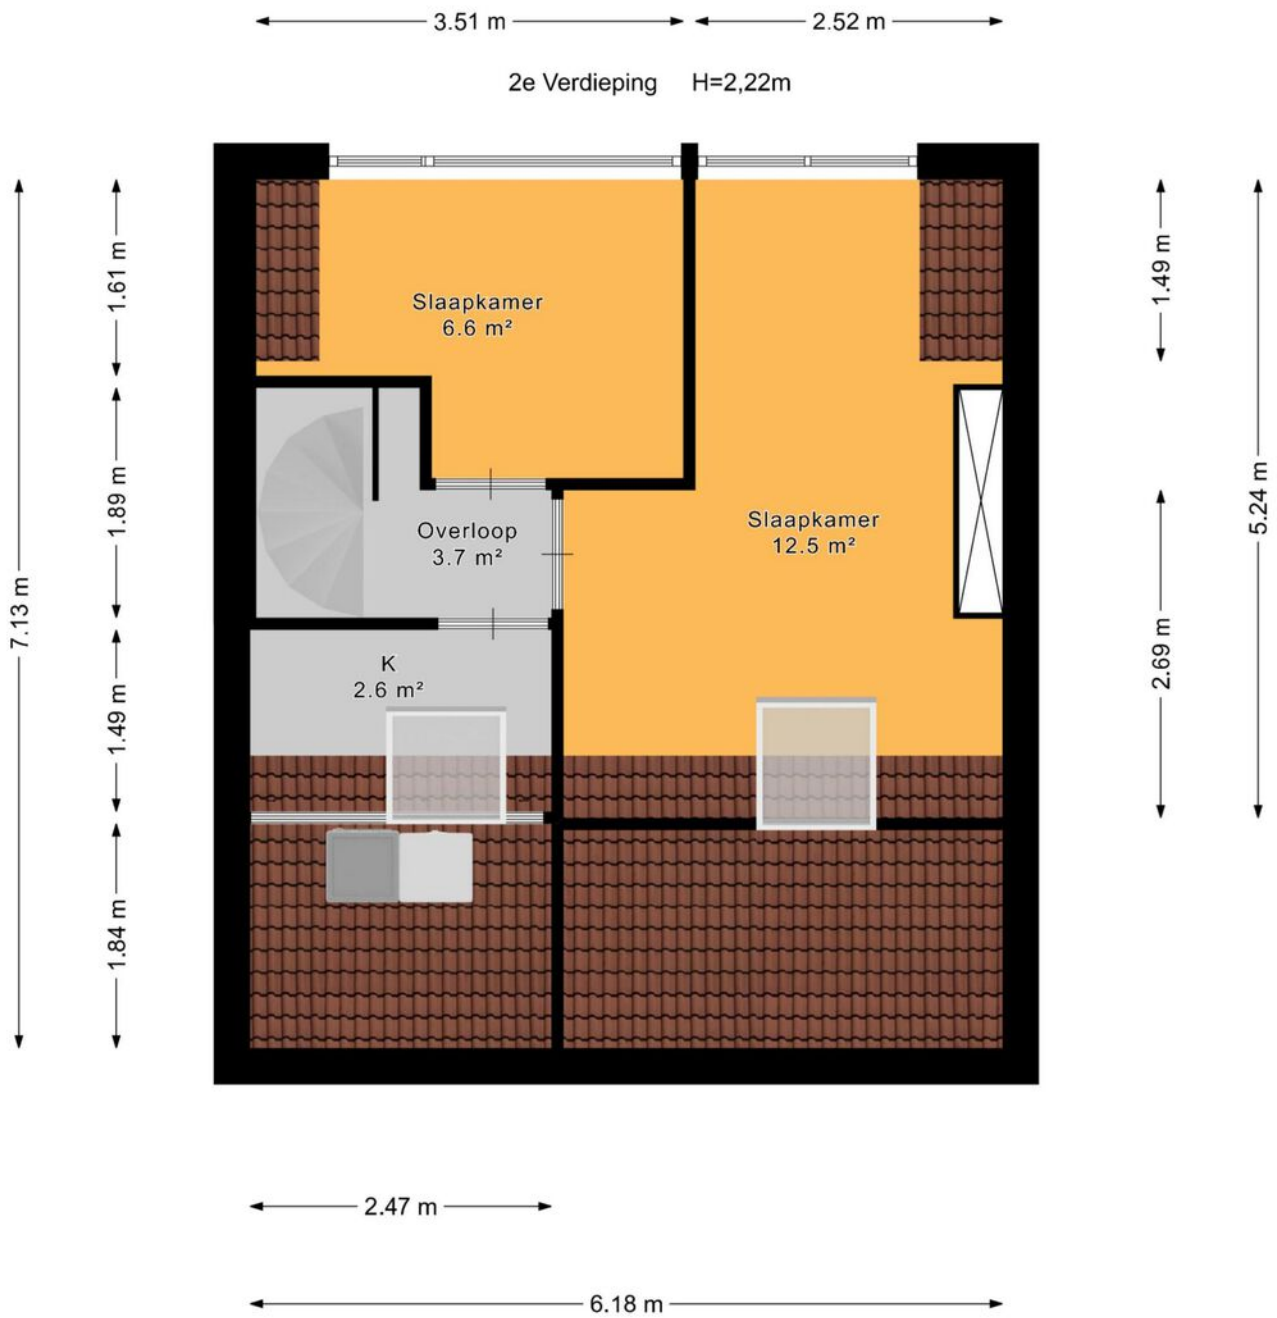 3.51 m
2.52 m
2e Verdieping H=2,22m
1.61 m
1.49 m
Slaapkamer
6.6 m²
1.89 m
Overloop
3.7 m²
Slaapkamer
12.5 m²
5.24 m
7.13 m
1.49 m
K
2.6 m²
2.69 m
1.84 m
2.47 m
6.18 m